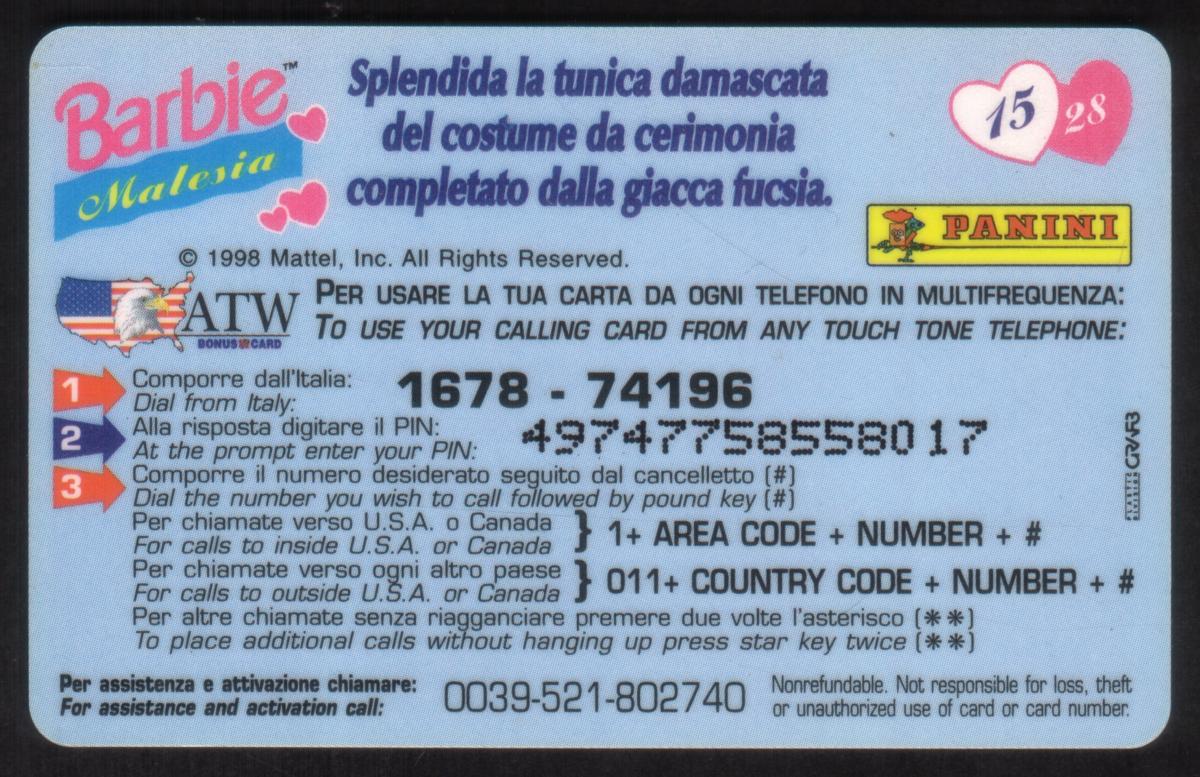 Barbie™
Malesia
Splendida la tunica damascata
del costume da cerimonia
completato dalla giacca fucsia.
15 28
PANINI
© 1998 Mattel, Inc. All Rights Reserved.
ATW
BONUS CARD
PER USARE LA TUA CARTA DA OGNI TELEFONO IN MULTIFREQUENZA:
TO USE YOUR CALLING CARD FROM ANY TOUCH TONE TELEPHONE:
1 Comporre dall'Italia: 1678 - 74196
Dial from Italy:
2 Alla risposta digitare il PIN: 49747758558017
At the prompt enter your PIN:
3 Comporre il numero desiderato seguito dal cancelletto (#)
Dial the number you wish to call followed by pound key (#)
Per chiamate verso U.S.A. o Canada } 1+ AREA CODE + NUMBER + #
For calls to inside U.S.A. or Canada
Per chiamate verso ogni altro paese } 011+ COUNTRY CODE + NUMBER + #
For calls to outside U.S.A. or Canada
Per altre chiamate senza riagganciare premere due volte l'asterisco (**)
To place additional calls without hanging up press star key twice (**)
Per assistenza e attivazione chiamare: 0039-521-802740
For assistance and activation call:
Nonrefundable. Not responsible for loss, theft
or unauthorized use of card or card number.